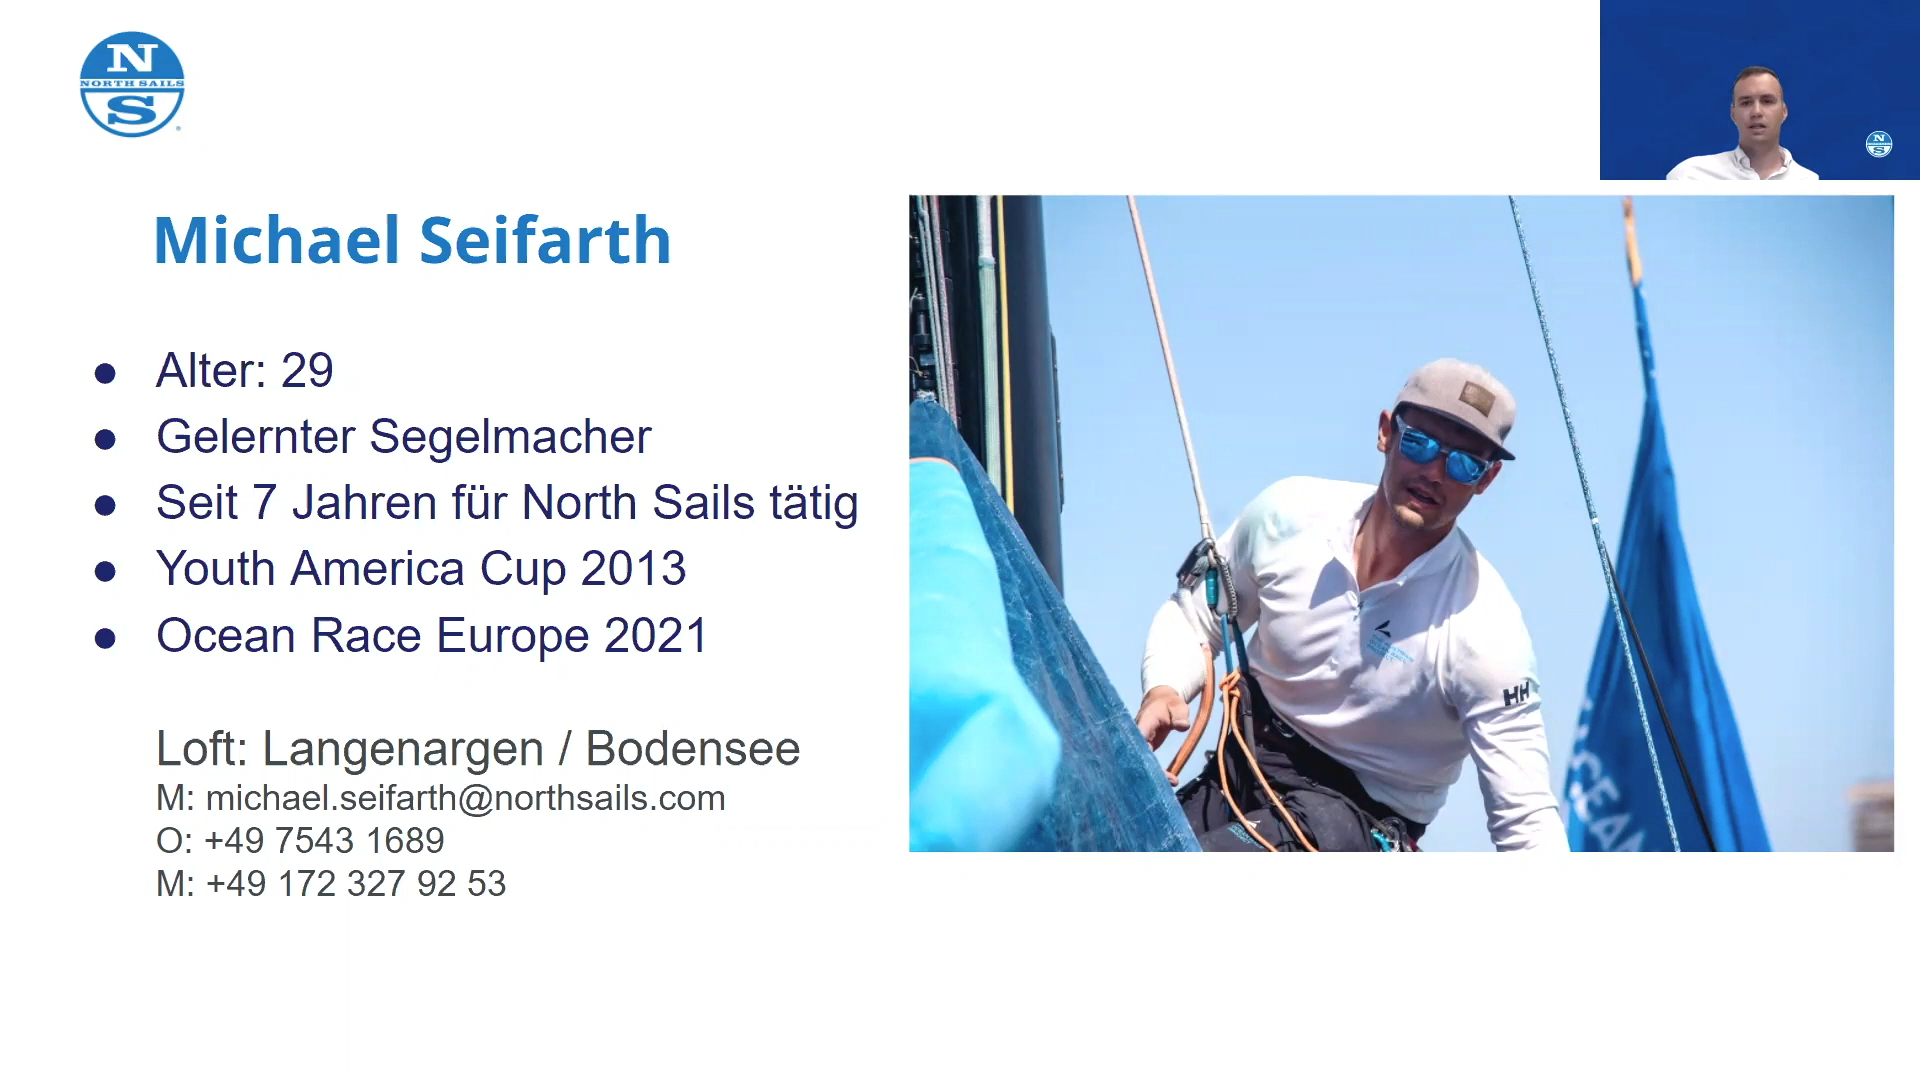 N
NORTH SAILS
S
N
S
Michael Seifarth
● Alter: 29
● Gelernter Segelmacher
● Seit 7 Jahren für North Sails tätig
● Youth America Cup 2013
● Ocean Race Europe 2021
Loft: Langenargen / Bodensee
M: michael.seifarth@northsails.com
O: +49 7543 1689
M: +49 172 327 92 53
HH
OCEAN